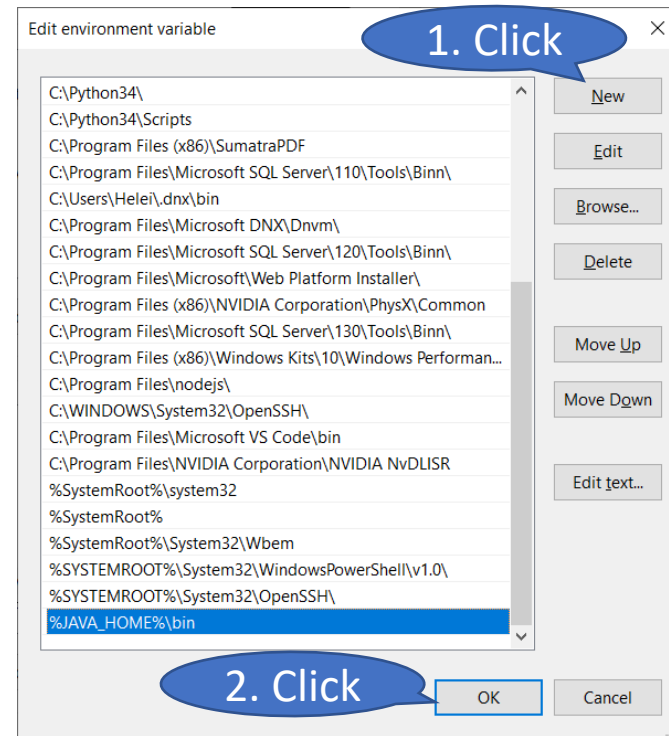 Edit environment variable
1. Click
C:\Python34\
C:\Python34\Scripts
C:\Program Files (x86)\SumatraPDF
C:\Program Files\Microsoft SQL Server\110\Tools\Binn\
C:\Users\Helei\.dnx\bin
C:\Program Files\Microsoft DNX\Dnvm\
C:\Program Files\Microsoft SQL Server\120\Tools\Binn\
C:\Program Files\Microsoft\Web Platform Installer\
C:\Program Files (x86)\NVIDIA Corporation\PhysX\Common
C:\Program Files\Microsoft SQL Server\130\Tools\Binn\
C:\Program Files (x86)\Windows Kits\10\Windows Performan...
C:\Program Files\nodejs\
C:\WINDOWS\System32\OpenSSH\
C:\Program Files\Microsoft VS Code\bin
C:\Program Files\NVIDIA Corporation\NVIDIA NvDLISR
%SystemRoot%\system32
%SystemRoot%
%SystemRoot%\System32\Wbem
%SYSTEMROOT%\System32\WindowsPowerShell\v1.0\
%SYSTEMROOT%\System32\OpenSSH\
%JAVA_HOME%\bin
New
Edit
Browse...
Delete
Move Up
Move Down
Edit text...
2. Click
OK
Cancel